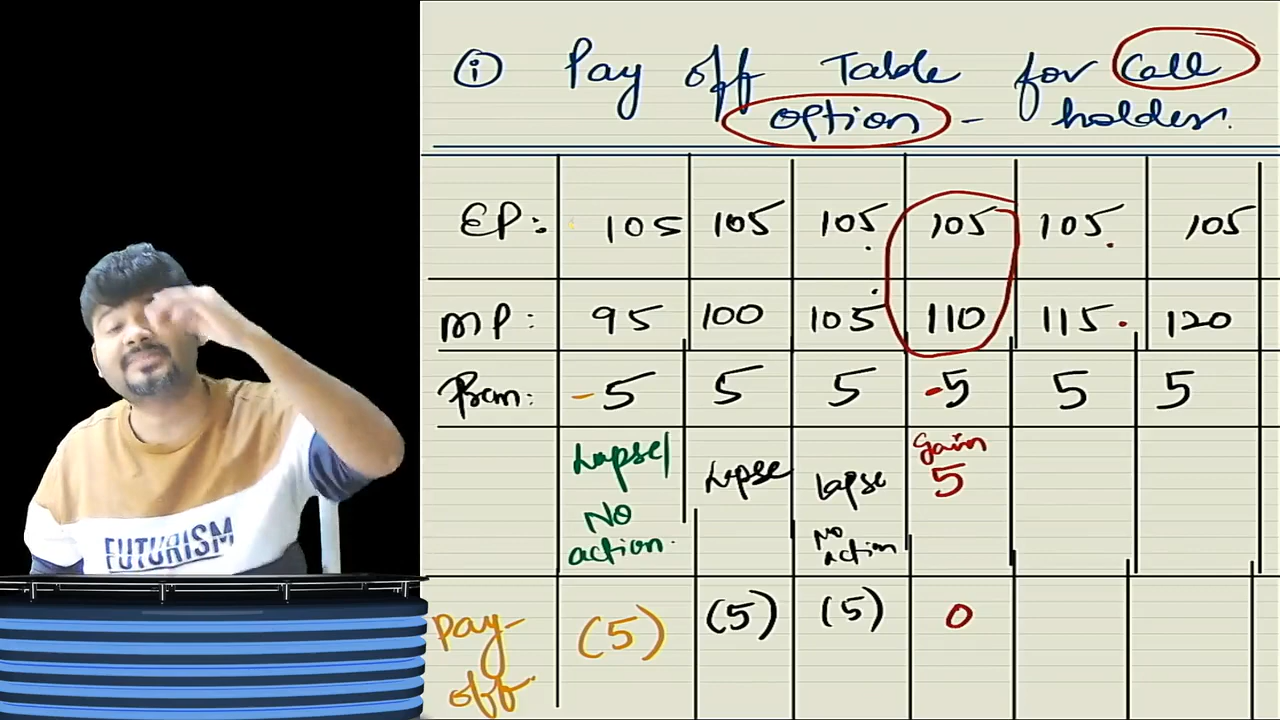 (i) Pay off Table for Call
option - holder.
EP: 105 105 105 105 105 105
MP: 95 100 105 110 115 120
Prem: -5 5 5 -5 5 5
Lapse/ Lapse Lapse Gain
5
No No
action. action
Pay- (5) (5) (5) 0
off
FUTURISM